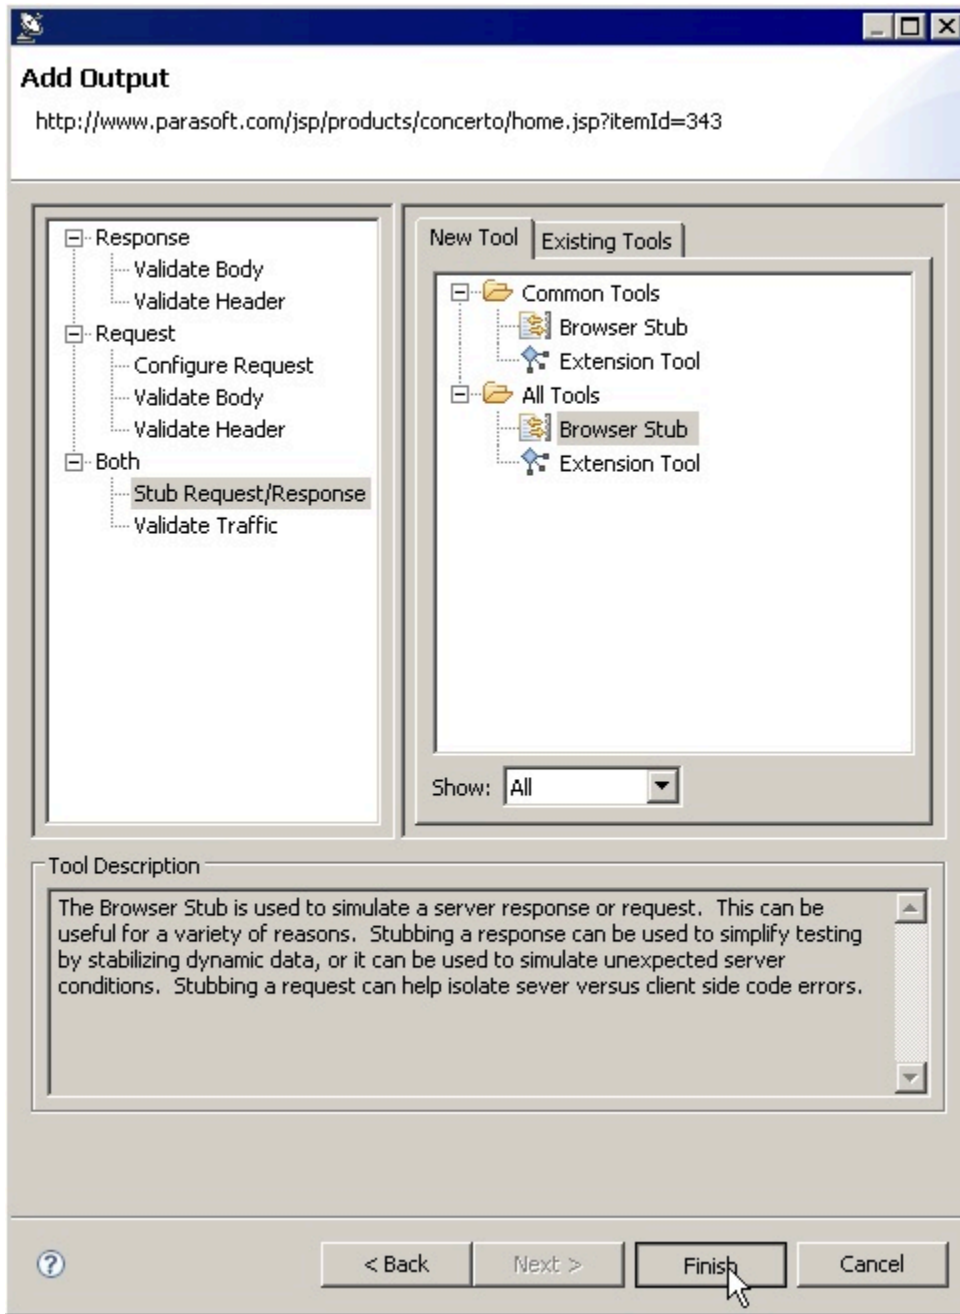 Add Output
http://www.parasoft.com/jsp/products/concerto/home.jsp?itemId=343
Response
Validate Body
Validate Header
Request
Configure Request
Validate Body
Validate Header
Both
Stub Request/Response
Validate Traffic
New Tool
Existing Tools
Common Tools
Browser Stub
Extension Tool
All Tools
Browser Stub
Extension Tool
Show: All
Tool Description
The Browser Stub is used to simulate a server response or request. This can be
useful for a variety of reasons. Stubbing a response can be used to simplify testing
by stabilizing dynamic data, or it can be used to simulate unexpected server
conditions. Stubbing a request can help isolate sever versus client side code errors.
< Back
Next >
Finish
Cancel